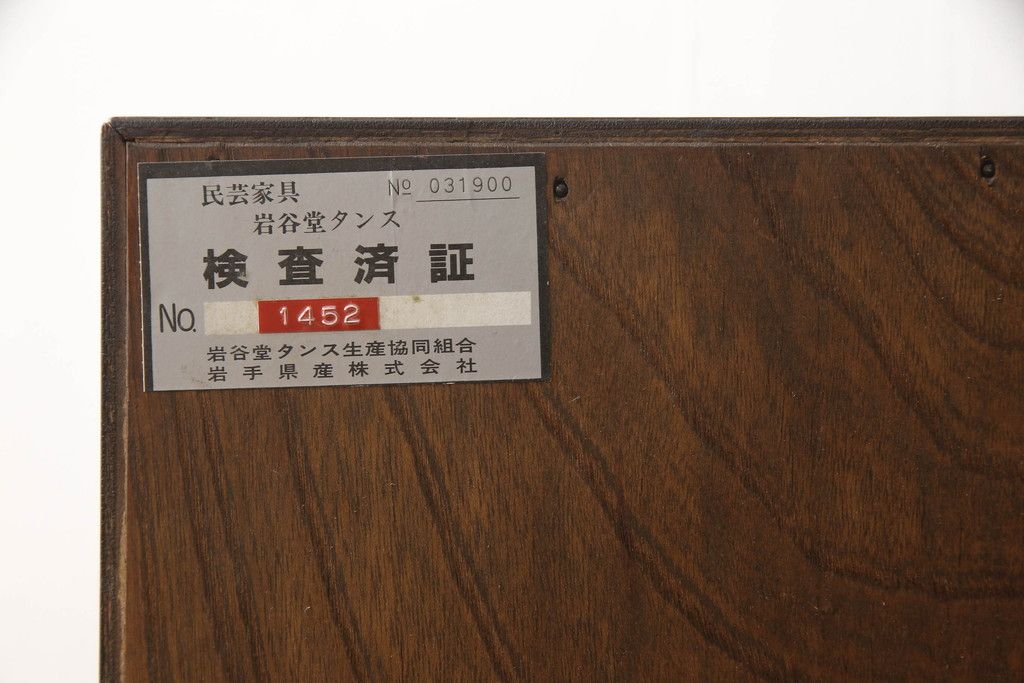 民芸家具 № 031900
岩谷堂タンス
検査済証
No. 1452
岩谷堂タンス生産協同組合
岩手県産株式会社